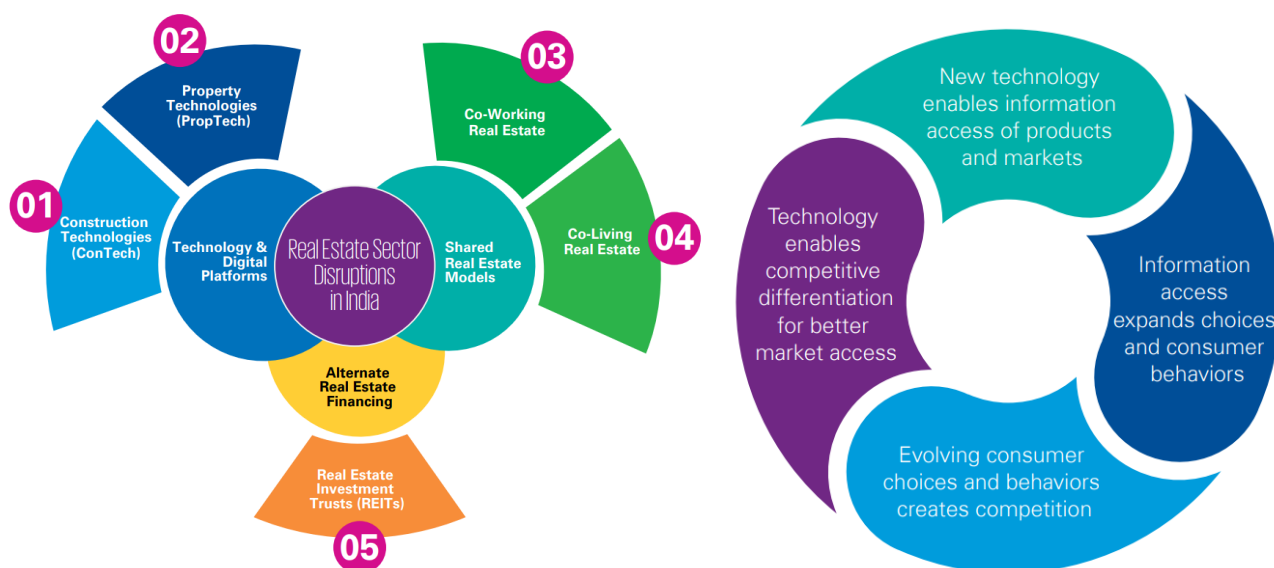 01
Construction
Technologies
(ConTech)
02
Property
Technologies
(PropTech)
03
Co-Working
Real Estate
04
Co-Living
Real Estate
Technology &
Digital
Platforms
Real Estate Sector
Disruptions
in India
Shared
Real Estate
Models
Alternate
Real Estate
Financing
Real Estate
Investment
Trusts (REITs)
05
New technology
enables information
access of products
and markets
Information
access
expands choices
and consumer
behaviors
Evolving consumer
choices and behaviors
creates competition
Technology
enables
competitive
differentiation
for better
market access